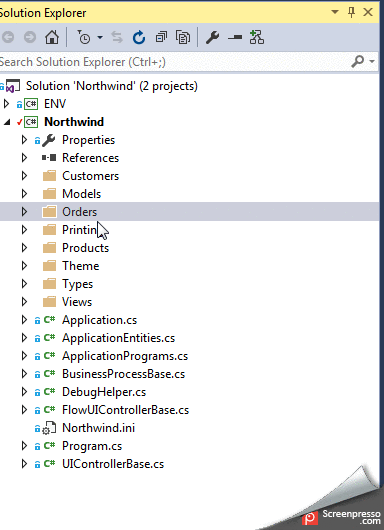 Solution Explorer
Search Solution Explorer (Ctrl+;)
Solution 'Northwind' (2 projects)
C# ENV
C# Northwind
Properties
References
Customers
Models
Orders
Printin
Products
Theme
Types
Views
C# Application.cs
C# ApplicationEntities.cs
C# ApplicationPrograms.cs
C# BusinessProcessBase.cs
C# DebugHelper.cs
C# FlowUIControllerBase.cs
Northwind.ini
C# Program.cs
C# UIControllerBase.cs
Screenpresso
.com